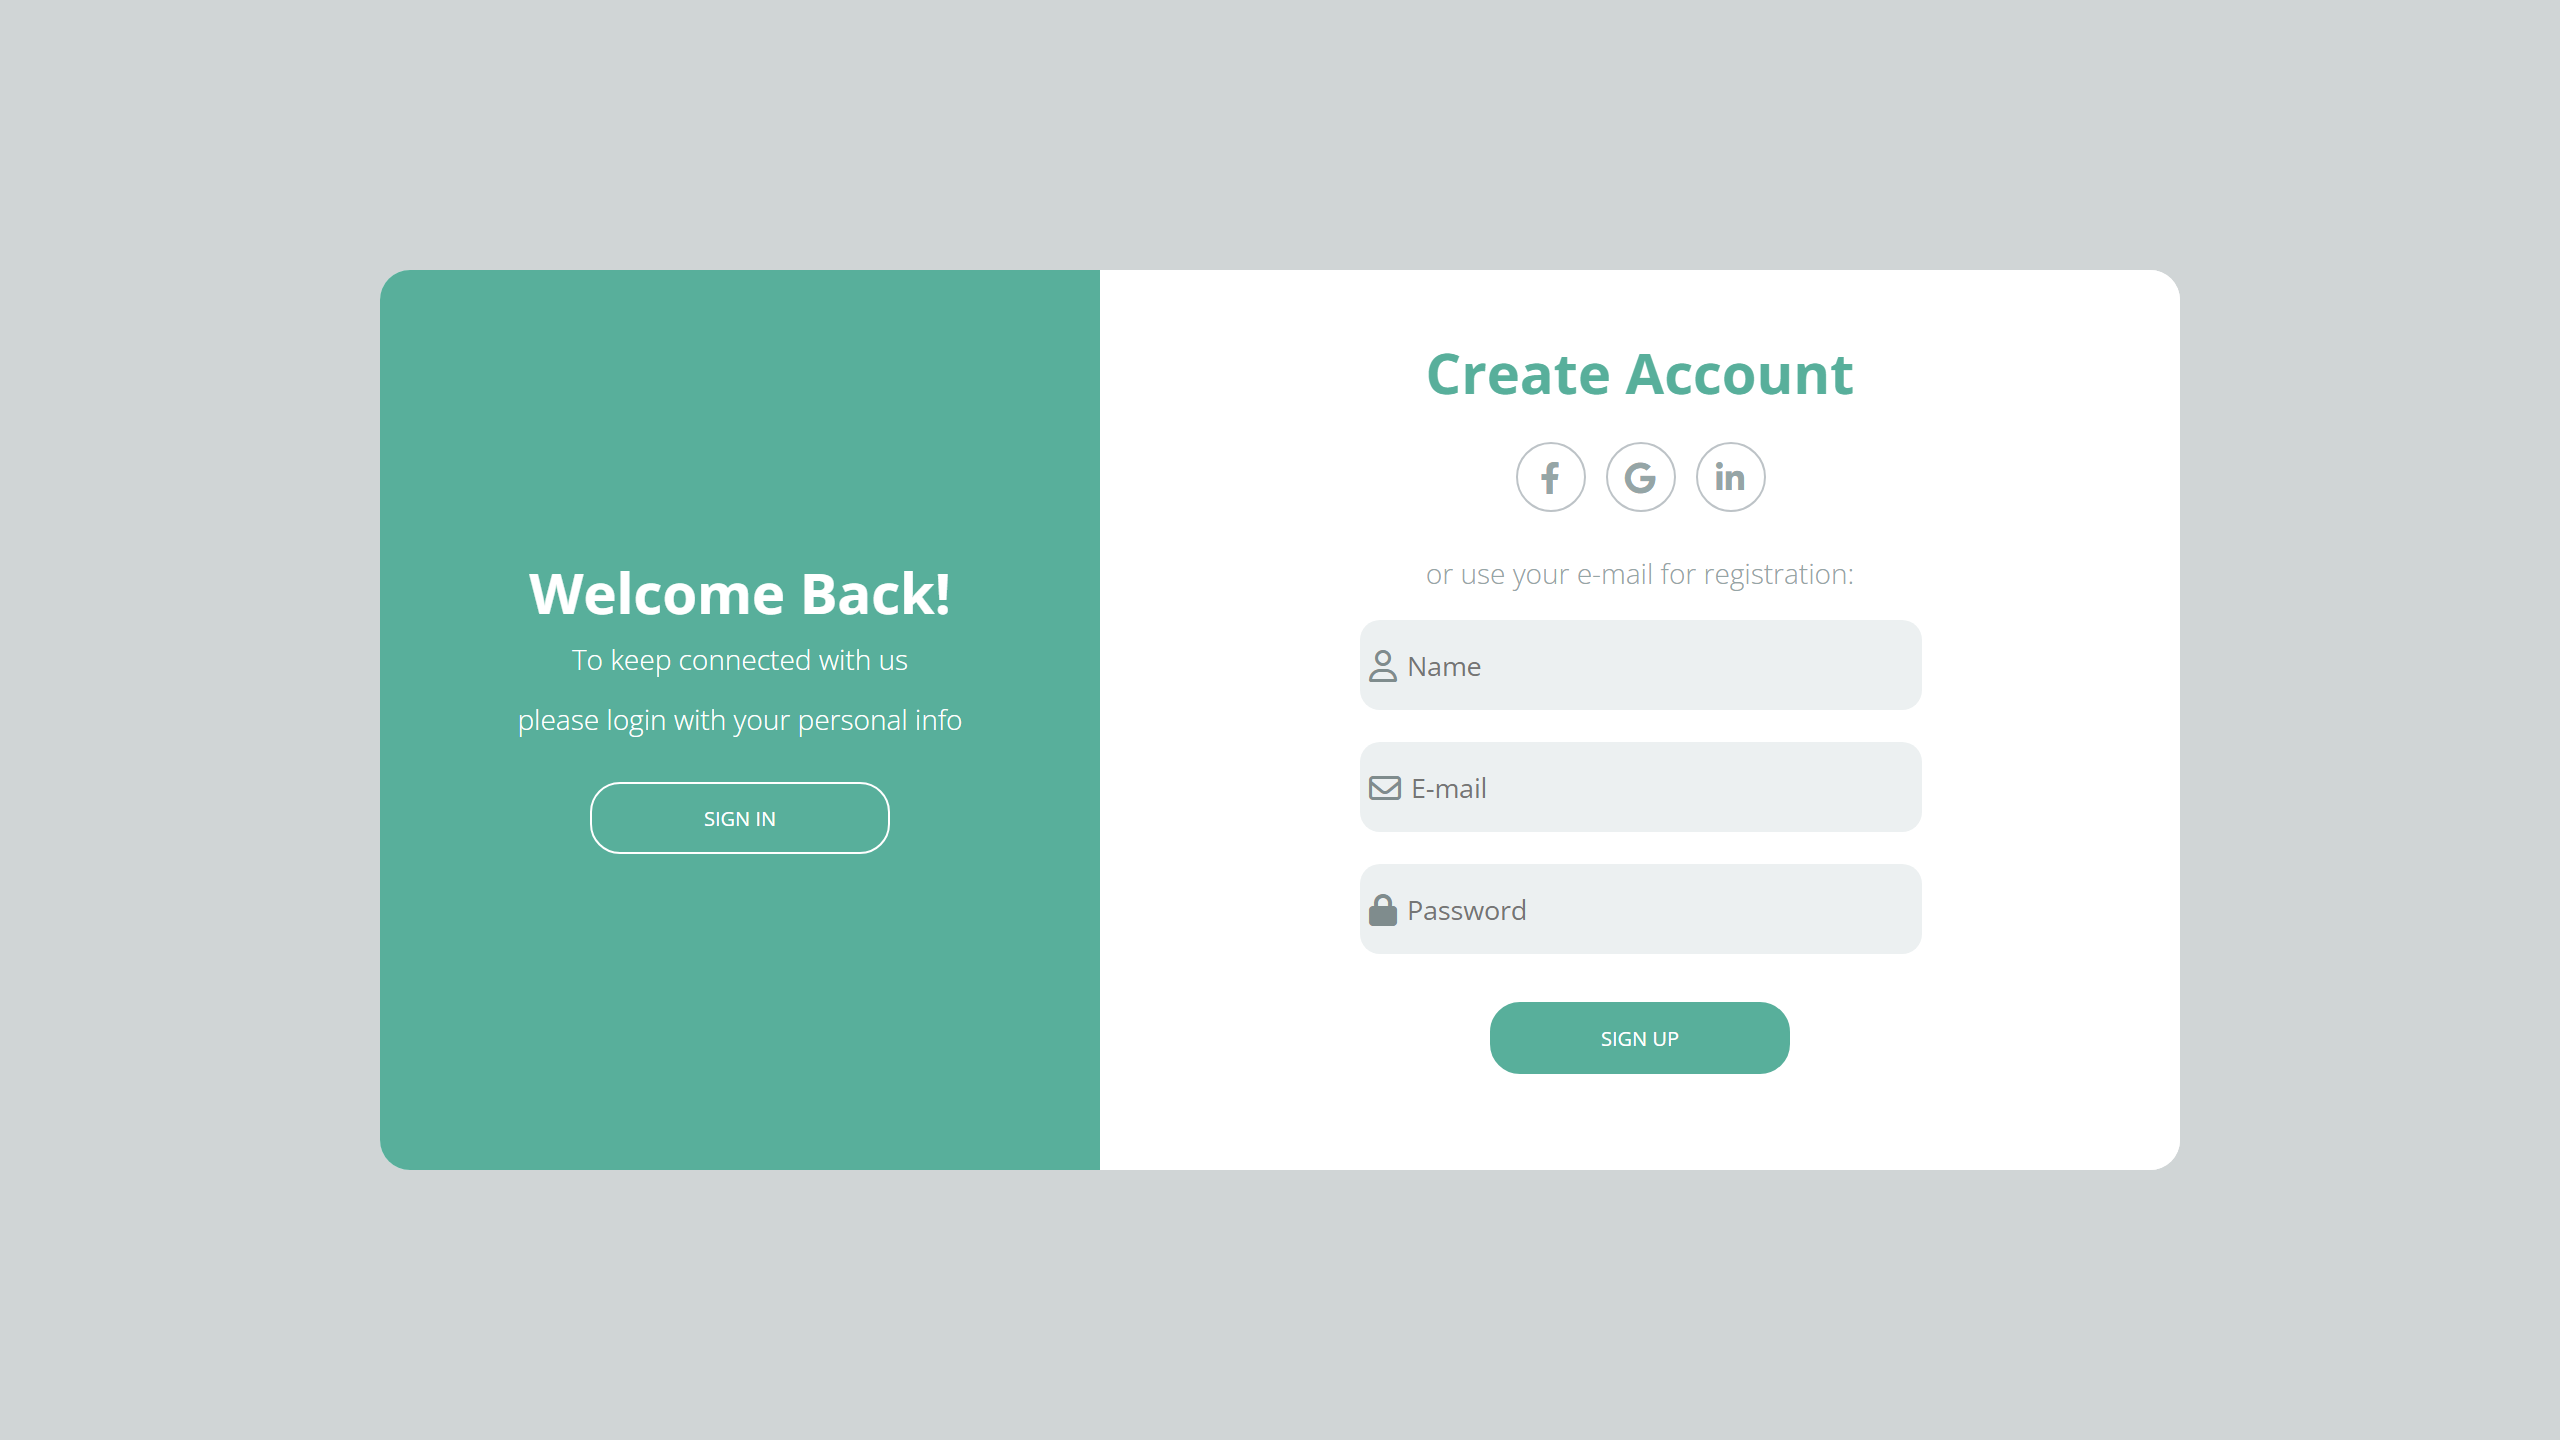 Welcome Back!
To keep connected with us
please login with your personal info
SIGN IN
Create Account
or use your e-mail for registration:
Name
E-mail
Password
SIGN UP